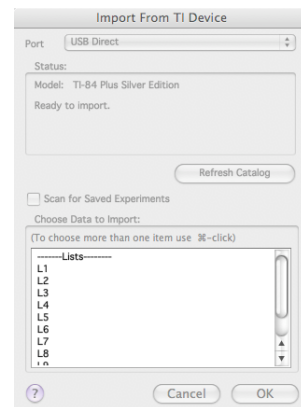 Import From TI Device
Port USB Direct
Status:
Model: TI-84 Plus Silver Edition
Ready to import.
Refresh Catalog
Scan for Saved Experiments
Choose Data to Import:
(To choose more than one item use ⌘-click)
-------Lists--------
L1
L2
L3
L4
L5
L6
L7
L8
L9
? Cancel OK